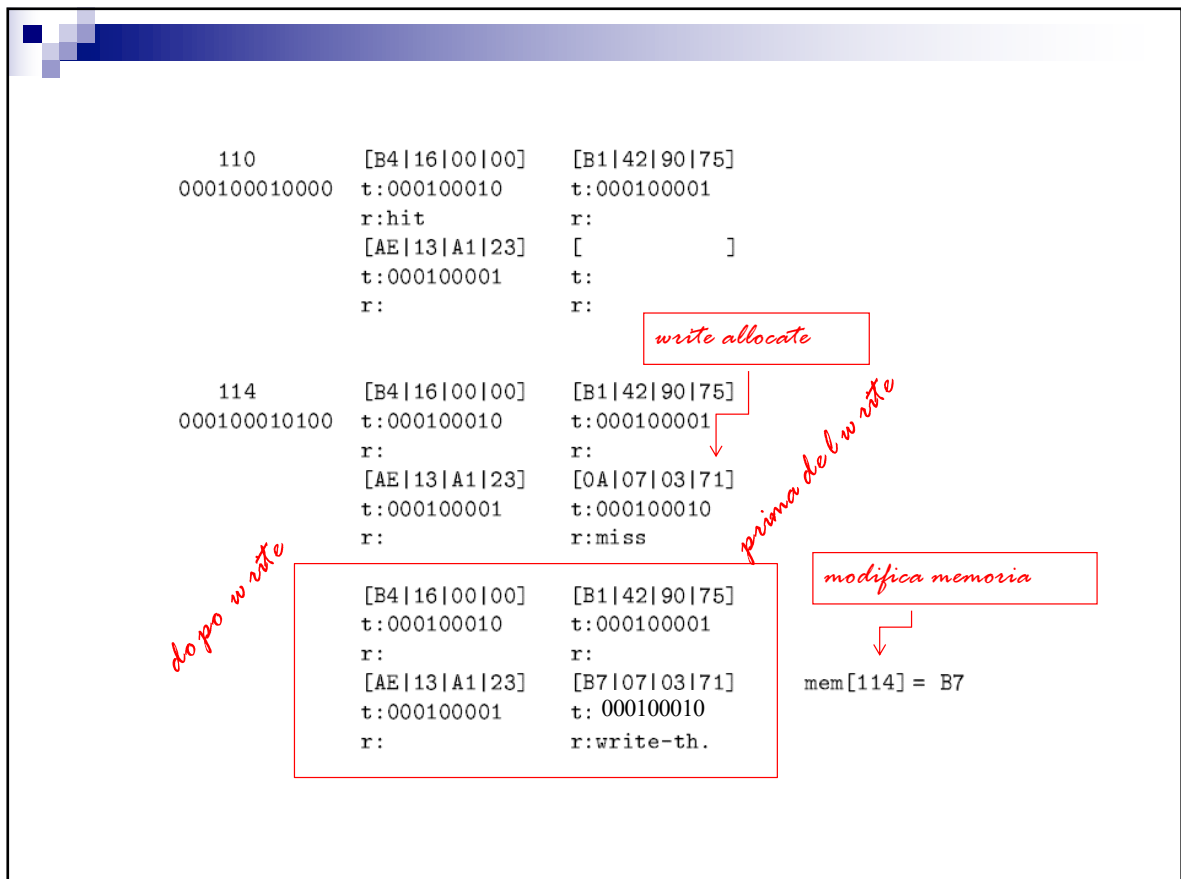 110 [B4|16|00|00] [B1|42|90|75]
000100010000 t:000100010 t:000100001
r:hit r:
[AE|13|A1|23] [ ]
t:000100001 t:
r: r:
write allocate
114 [B4|16|00|00] [B1|42|90|75]
000100010100 t:000100010 t:000100001
r: r:
[AE|13|A1|23] [0A|07|03|71]
t:000100001 t:000100010
r: r:miss
prima del write
dopo write
modifica memoria
[B4|16|00|00] [B1|42|90|75]
t:000100010 t:000100001
r: r:
[AE|13|A1|23] [B7|07|03|71] mem[114] = B7
t:000100001 t: 000100010
r: r:write-th.